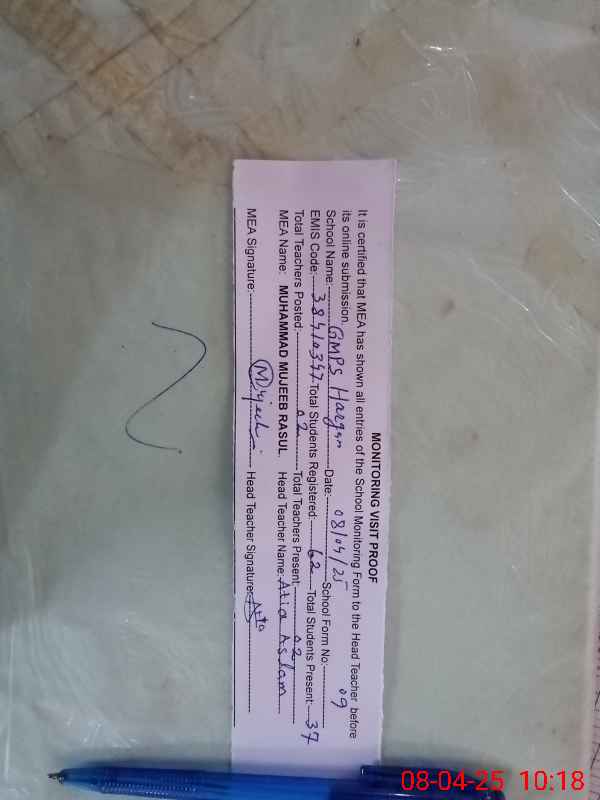 MONITORING VISIT PROOF
It is certified that MEA has shown all entries of the School Monitoring Form to the Head Teacher before
its online submission.
School Name: GMPS Hargan Date: 08/04/25 School Form No: 09
EMIS Code: 38410347 Total Students Registered: 62 Total Students Present: 37
Total Teachers Posted: 02 Total Teachers Present: 02
MEA Name: MUHAMMAD MUJEEB RASUL Head Teacher Name: Atia Aslam
MEA Signature: Mujeeb Head Teacher Signature: Atia
08-04-25 10:18